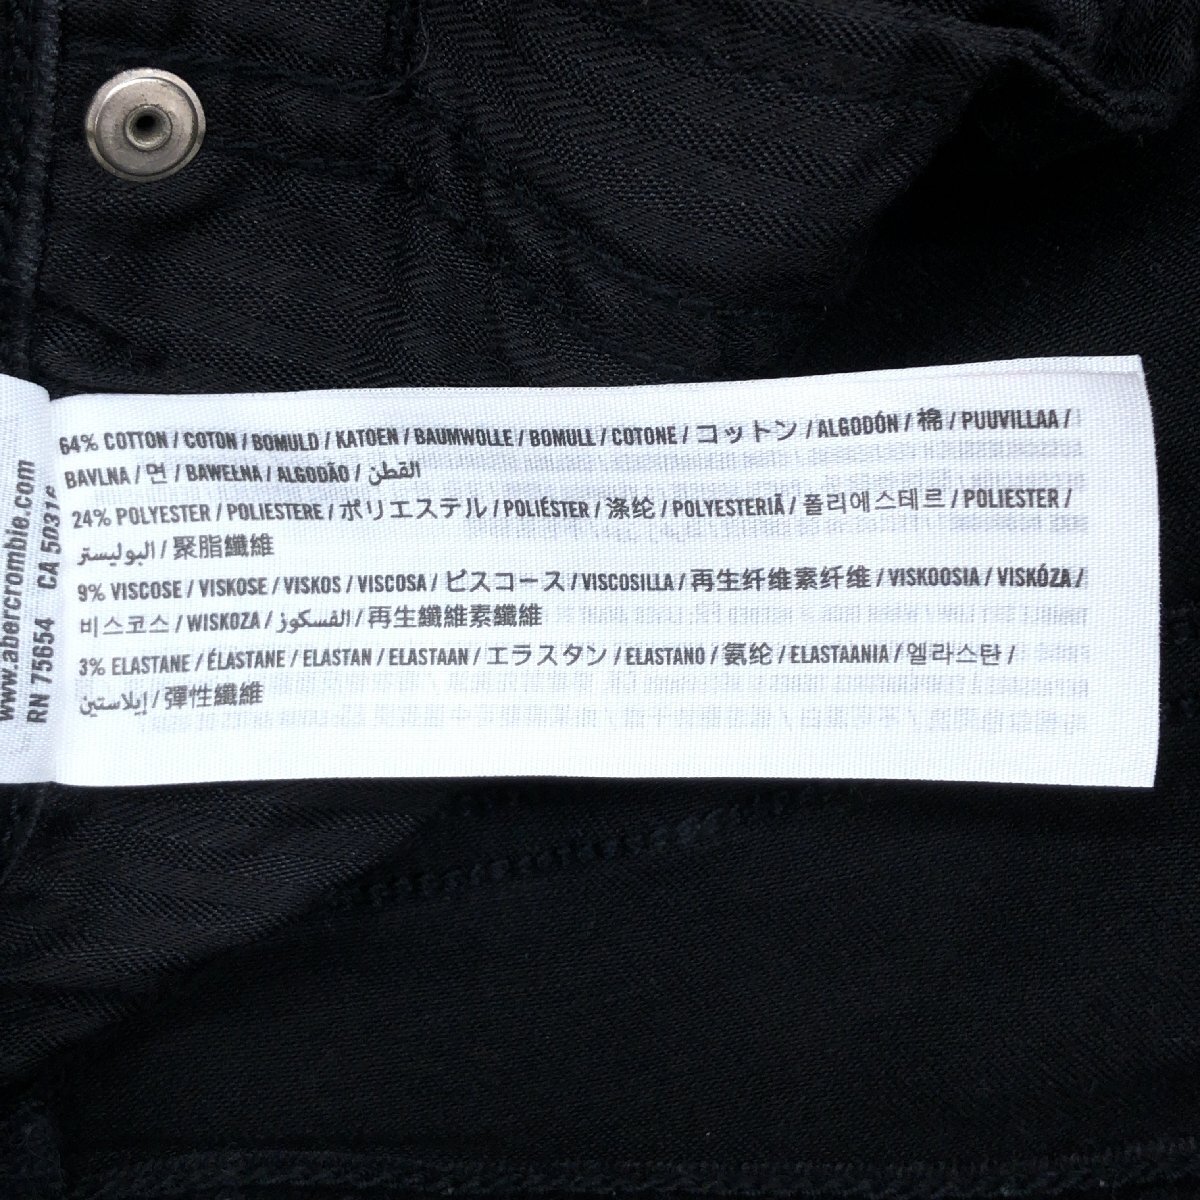 64% COTTON / COTON / BOMULD / KATOEN / BAUMWOLLE / BOMULL / COTONE / コットン / ALGODÓN / 棉 / PUUVILLAA /
BAVLNA / 면 / BAWEŁNA / ALGODÃO / القطن
24% POLYESTER / POLIESTERE / ポリエステル / POLIÉSTER / 涤纶 / POLYESTERIÃ / 폴리에스테르 / POLIESTER /
البوليستر / 聚脂纖維
9% VISCOSE / VISKOSE / VISKOS / VISCOSA / ビスコース / VISCOSILLA / 再生纤维素纤维 / VISKOOSIA / VISKÓZA /
비스코스 / WISKOZA / الفسكوز / 再生纖維素纖維
3% ELASTANE / ÉLASTANE / ELASTAN / ELASTAAN / エラスタン / ELASTANO / 氨纶 / ELASTAANIA / 엘라스탄 /
إيلاستين / 彈性纖維
www.abercrombie.com
RN 75654 CA 50316